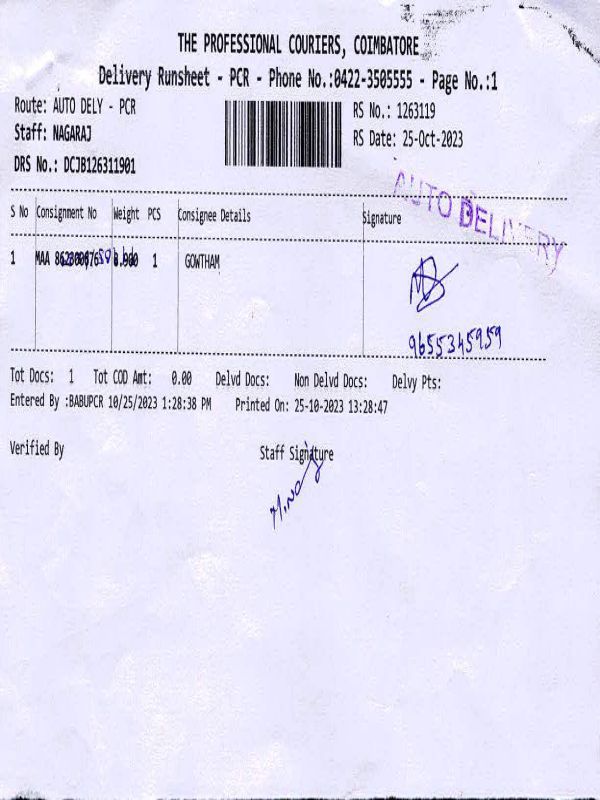 THE PROFESSIONAL COURIERS, COIMBATORE
Delivery Runsheet - PCR - Phone No.:0422-3505555 - Page No.:1
Route: AUTO DELY - PCR RS No.: 1263119
Staff: NAGARAJ RS Date: 25-Oct-2023
DRS No.: DCJB126311901
AUTO DELIVERY
S No Consignment No Weight PCS Consignee Details Signature
1 MAA 1 GOWTHAM
9655345959
Tot Docs: 1 Tot COD Amt: 0.00 Delvd Docs: Non Delvd Docs: Delvy Pts:
Entered By :BABUPCR 10/25/2023 1:28:38 PM Printed On: 25-10-2023 13:28:47
Verified By Staff Signature